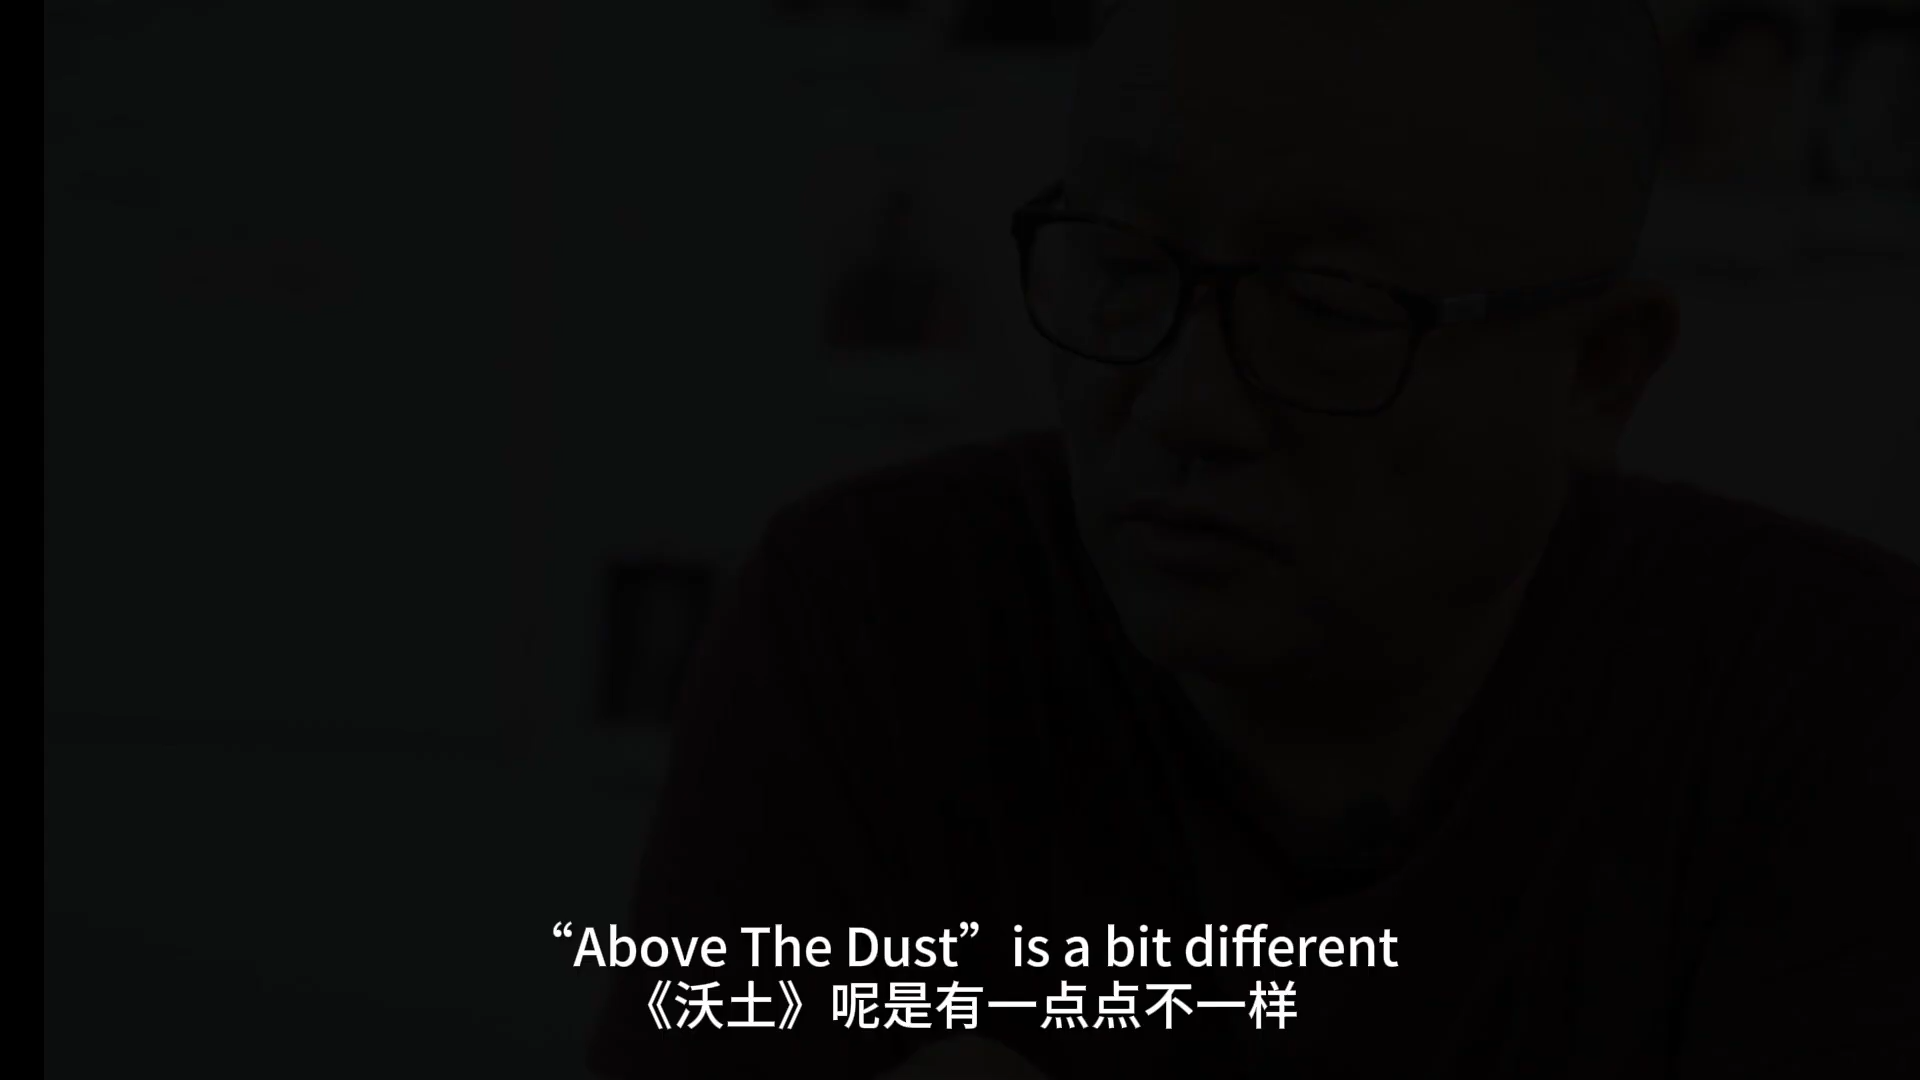 “Above The Dust” is a bit different
《沃土》呢是有一点点不一样